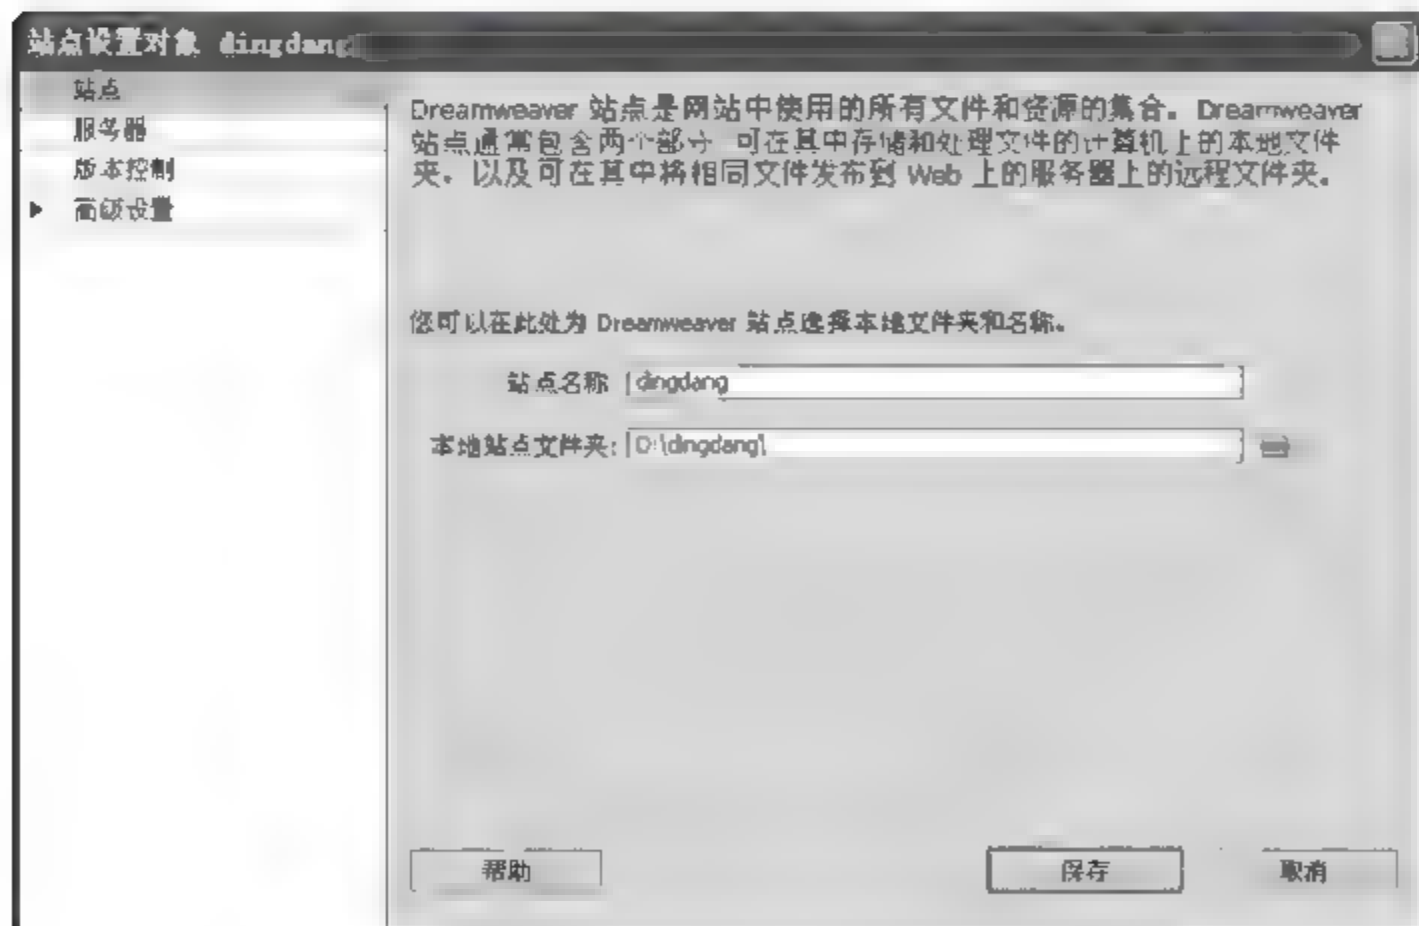 站点设置对象 dingdang
站点
服务器
版本控制
高级设置
Dreamweaver 站点是网站中使用的所有文件和资源的集合。Dreamweaver
站点通常包含两个部分 可在其中存储和处理文件的计算机上的本地文件
夹，以及可在其中将相同文件发布到 Web 上的服务器上的远程文件夹。
您可以在此处为 Dreamweaver 站点选择本地文件夹和名称。
站点名称 dingdang
本地站点文件夹: D:\dingdang\
帮助
保存
取消